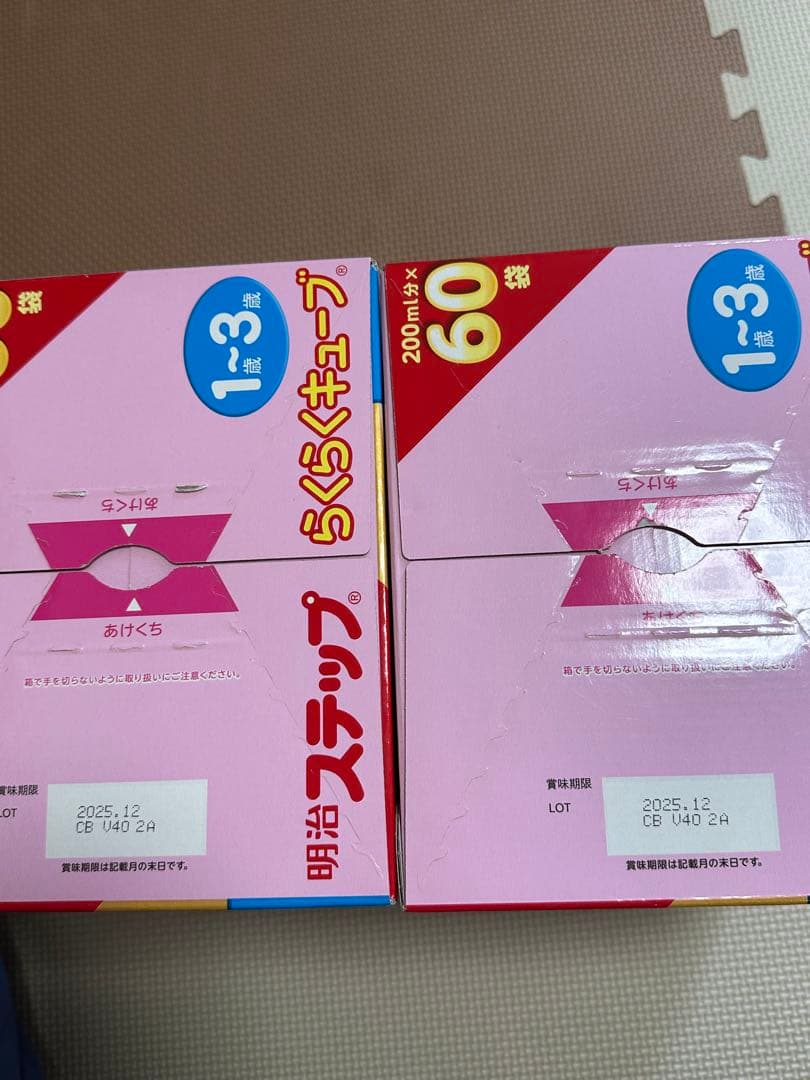 袋
1歳~3歳
らくらくキューブ®
あけくち
あけくち
箱で手を切らないように取り扱いにご注意ください。
明治ステップ®
賞味期限
LOT
2025.12
CB V40 2A
賞味期限は記載月の末日です。
200ml分×
60袋
1歳~3歳
あけくち
あけくち
箱で手を切らないように取り扱いにご注意ください。
賞味期限
LOT
2025.12
CB V40 2A
賞味期限は記載月の末日です。